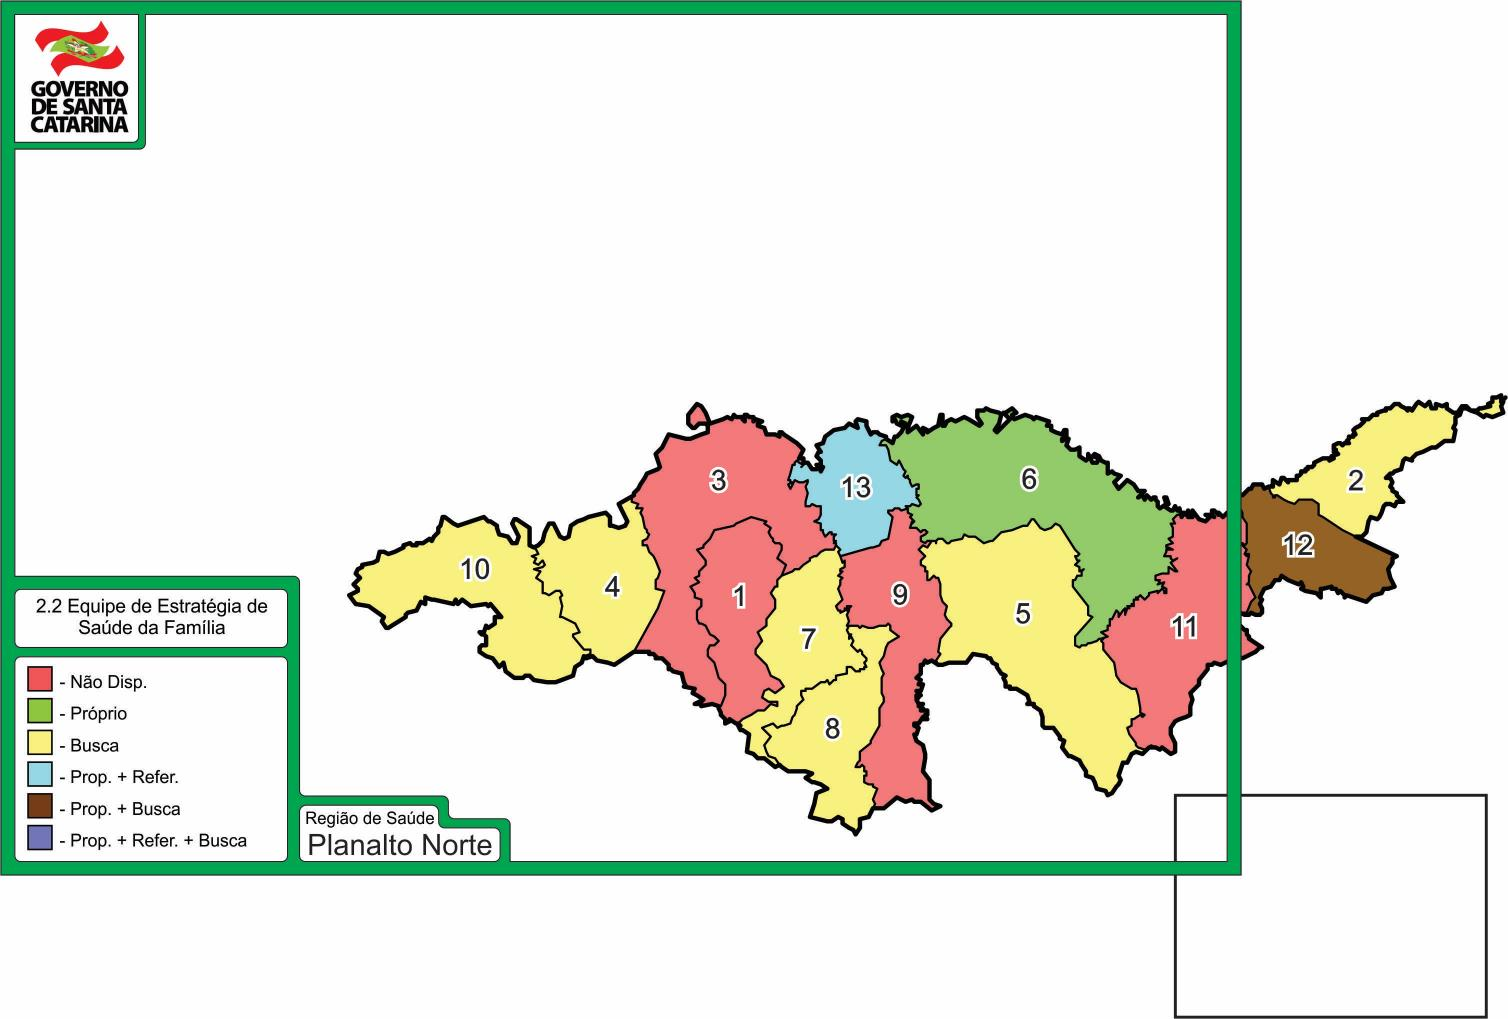 GOVERNO
DE SANTA
CATARINA
3
13
6
2
12
10
4
1
9
5
11
7
8
2.2 Equipe de Estratégia de
Saúde da Família
- Não Disp.
- Próprio
- Busca
- Prop. + Refer.
- Prop. + Busca
- Prop. + Refer. + Busca
Região de Saúde
Planalto Norte